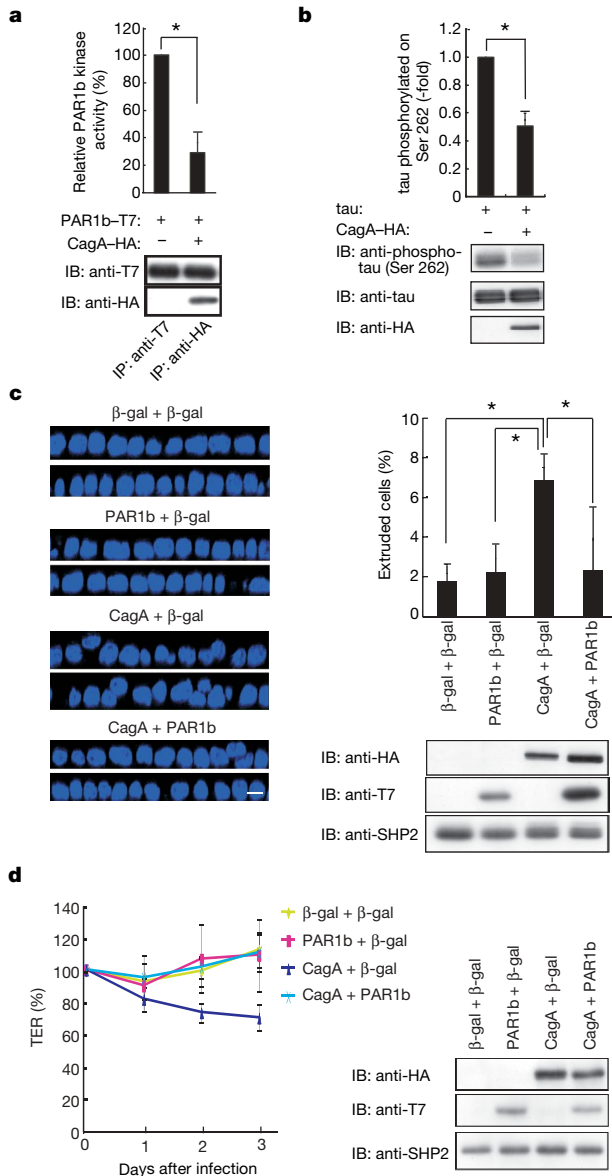 a
*
Relative PAR1b kinase
activity (%)
120
100
80
60
40
20
0
PAR1b–T7: + +
CagA–HA: – +
IB: anti-T7
IB: anti-HA
IP: anti-T7
IP: anti-HA
b
*
tau phosphorylated on
Ser 262 (-fold)
1.2
1.0
0.8
0.6
0.4
0.2
0
tau: + +
CagA–HA: – +
IB: anti-phospho-
tau (Ser 262)
IB: anti-tau
IB: anti-HA
c
β-gal + β-gal
PAR1b + β-gal
CagA + β-gal
CagA + PAR1b
* *
*
Extruded cells (%)
10
8
6
4
2
0
β-gal + β-gal
PAR1b + β-gal
CagA + β-gal
CagA + PAR1b
IB: anti-HA
IB: anti-T7
IB: anti-SHP2
d
TER (%)
140
120
100
80
60
40
20
0
0 1 2 3
Days after infection
β-gal + β-gal
PAR1b + β-gal
CagA + β-gal
CagA + PAR1b
β-gal + β-gal
PAR1b + β-gal
CagA + β-gal
CagA + PAR1b
IB: anti-HA
IB: anti-T7
IB: anti-SHP2